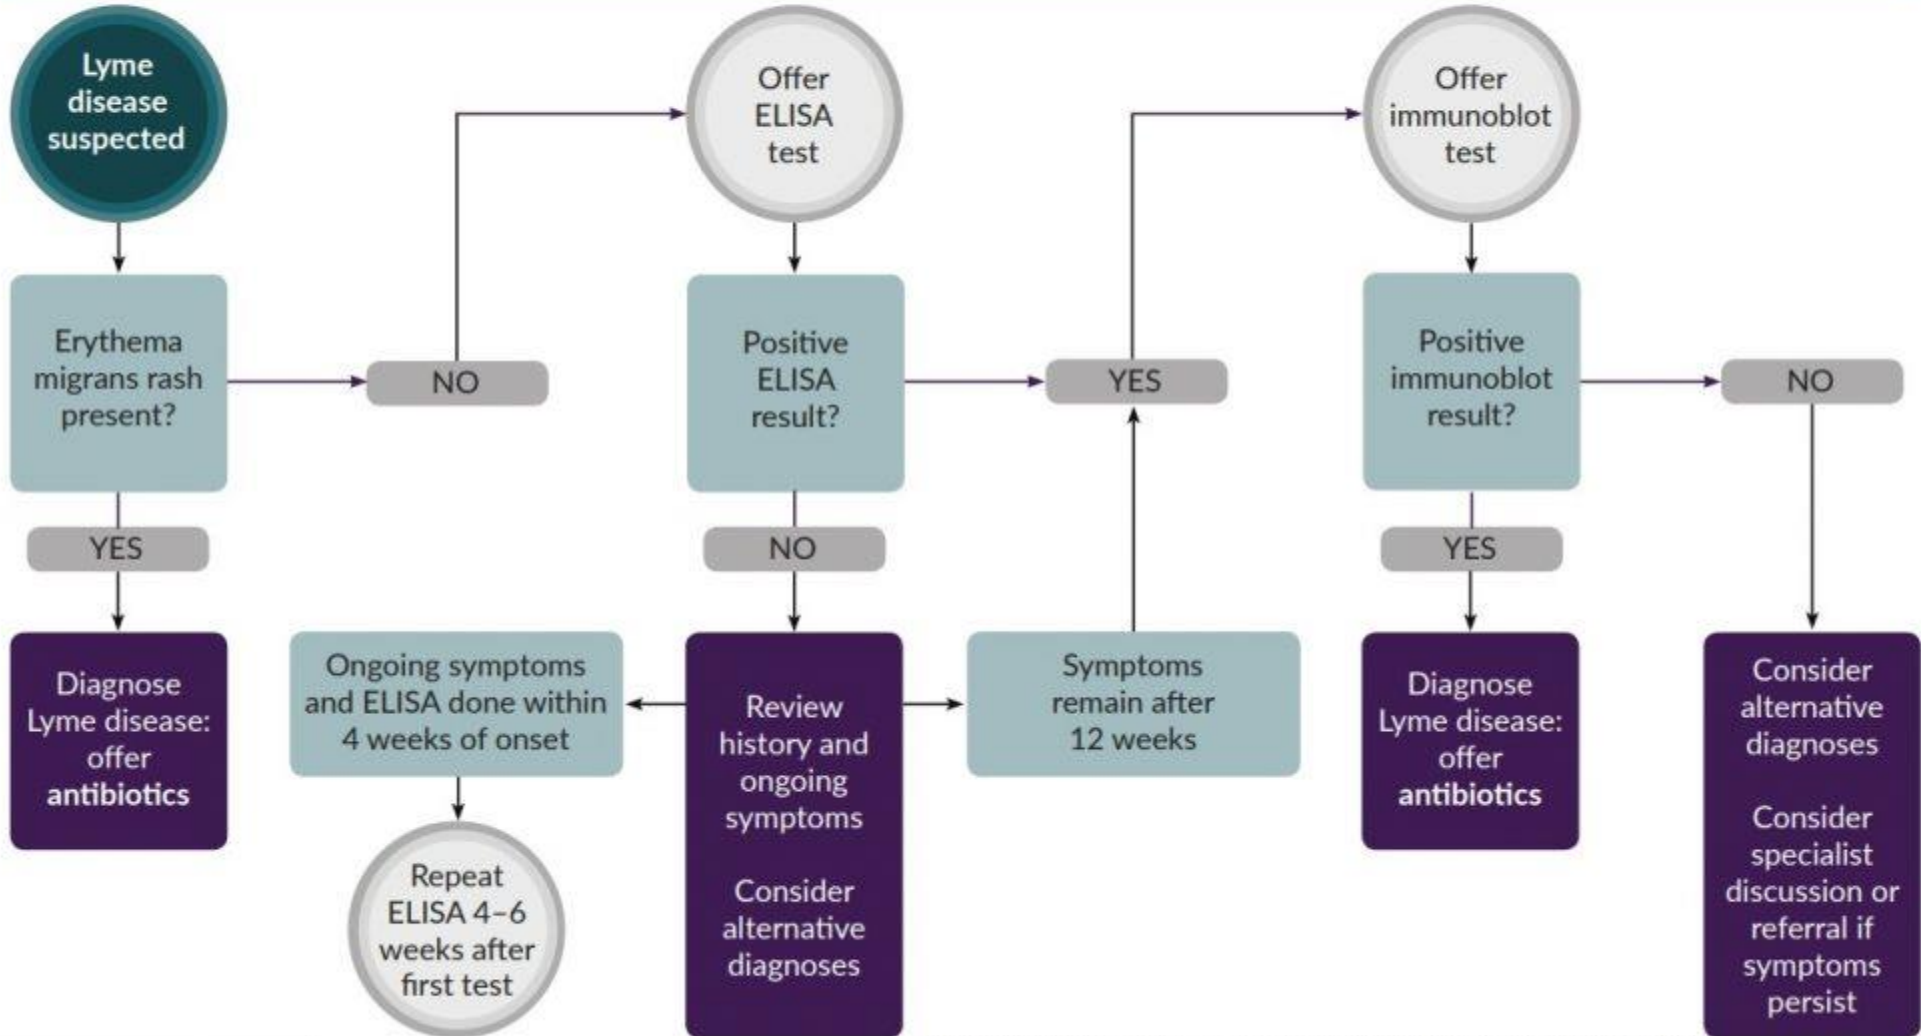 Lyme
disease
suspected
Offer
ELISA
test
Offer
immunoblot
test
Erythema
migrans rash
present?
NO
Positive
ELISA
result?
YES
Positive
immunoblot
result?
NO
YES
NO
YES
Diagnose
Lyme disease:
offer
antibiotics
Ongoing symptoms
and ELISA done within
4 weeks of onset
Repeat
ELISA 4–6
weeks after
first test
Review
history and
ongoing
symptoms
Consider
alternative
diagnoses
Symptoms
remain after
12 weeks
Diagnose
Lyme disease:
offer
antibiotics
Consider
alternative
diagnoses
Consider
specialist
discussion or
referral if
symptoms
persist